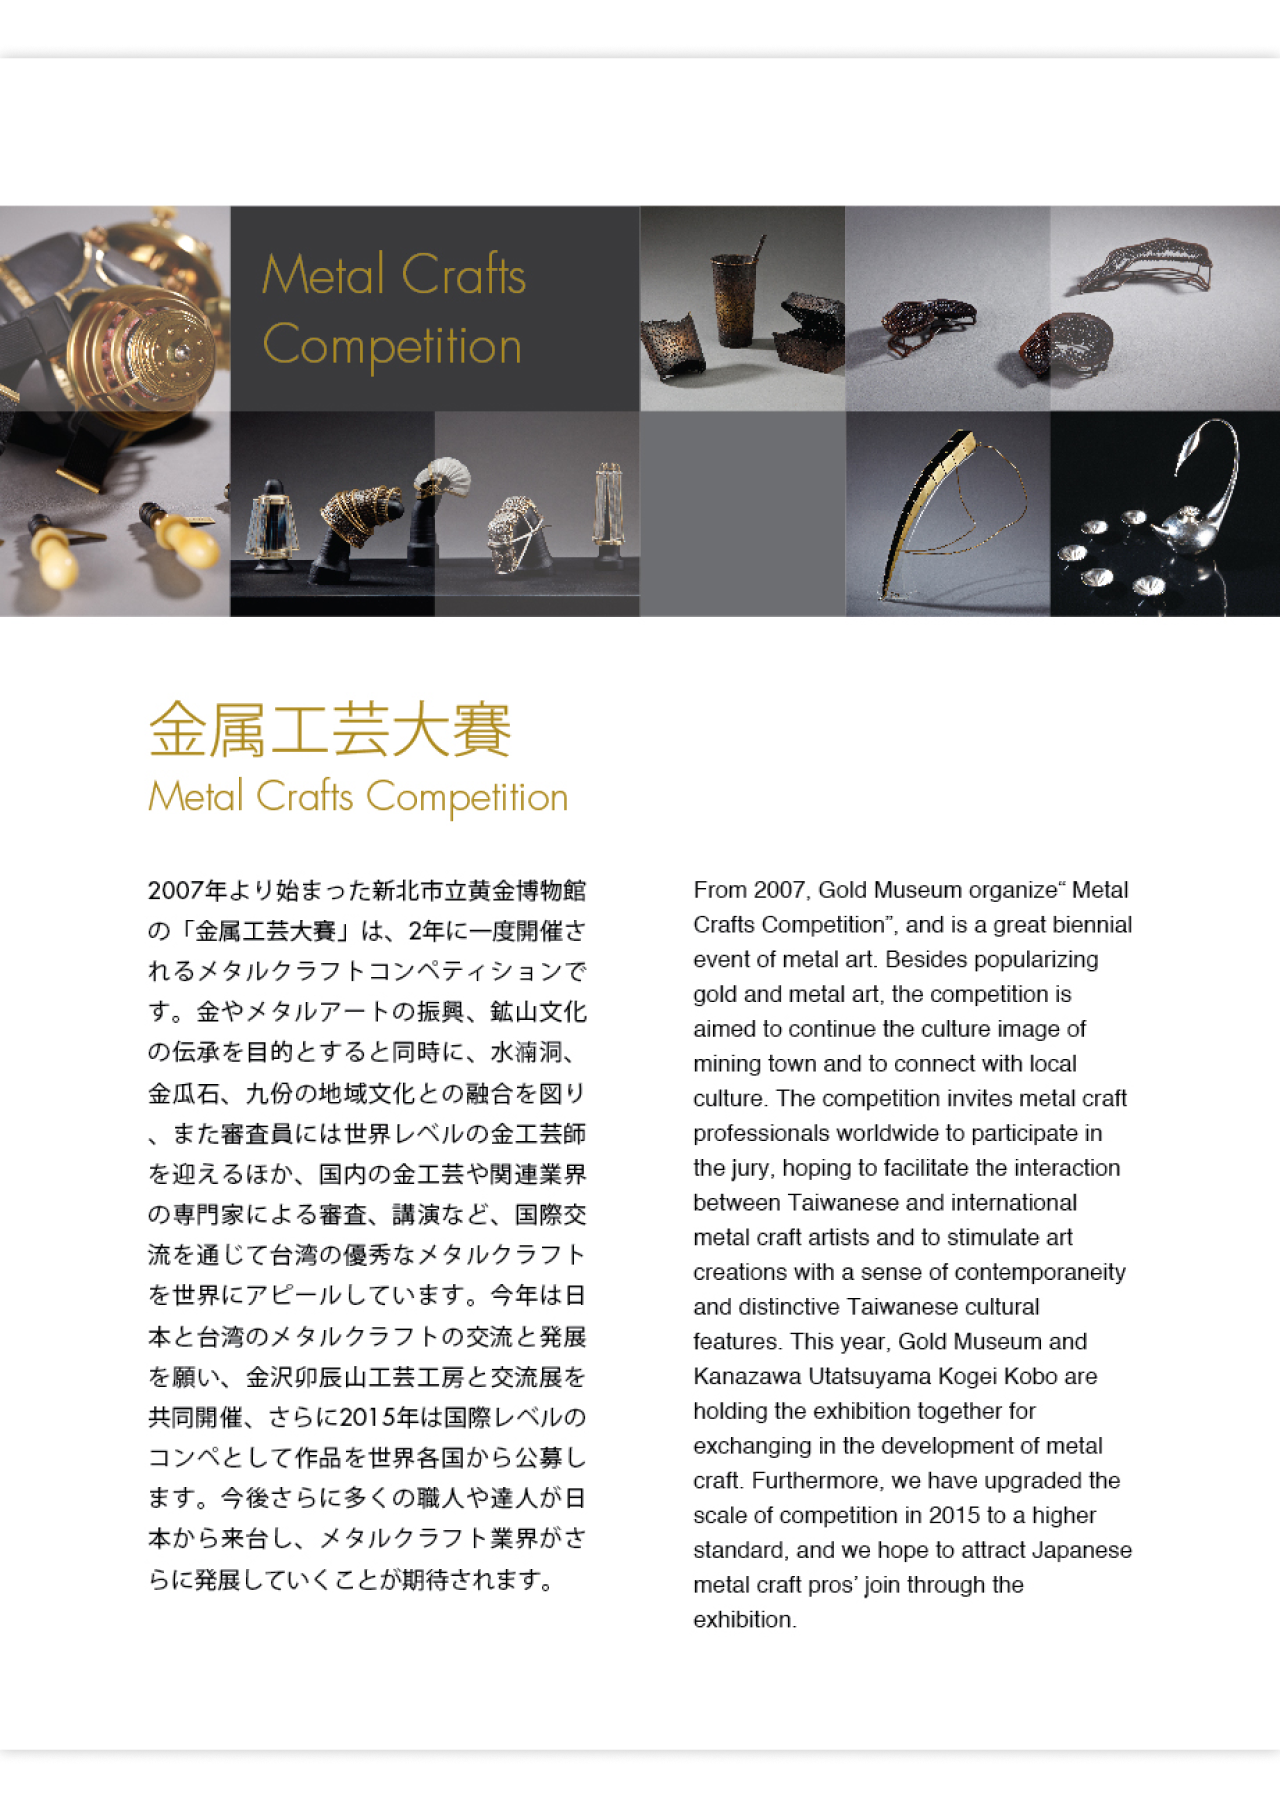 Metal Crafts
Competition
金属工芸大賽
Metal Crafts Competition
2007年より始まった新北市立黄金博物館
の「金属工芸大賽」は、2年に一度開催さ
れるメタルクラフトコンペティションで
す。金やメタルアートの振興、鉱山文化
の伝承を目的とすると同時に、水湳洞、
金瓜石、九份の地域文化との融合を図り
、また審査員には世界レベルの金工芸師
を迎えるほか、国内の金工芸や関連業界
の専門家による審査、講演など、国際交
流を通じて台湾の優秀なメタルクラフト
を世界にアピールしています。今年は日
本と台湾のメタルクラフトの交流と発展
を願い、金沢卯辰山工芸工房と交流展を
共同開催、さらに2015年は国際レベルの
コンペとして作品を世界各国から公募し
ます。今後さらに多くの職人や達人が日
本から来台し、メタルクラフト業界がさ
らに発展していくことが期待されます。
From 2007, Gold Museum organize“ Metal
Crafts Competition”, and is a great biennial
event of metal art. Besides popularizing
gold and metal art, the competition is
aimed to continue the culture image of
mining town and to connect with local
culture. The competition invites metal craft
professionals worldwide to participate in
the jury, hoping to facilitate the interaction
between Taiwanese and international
metal craft artists and to stimulate art
creations with a sense of contemporaneity
and distinctive Taiwanese cultural
features. This year, Gold Museum and
Kanazawa Utatsuyama Kogei Kobo are
holding the exhibition together for
exchanging in the development of metal
craft. Furthermore, we have upgraded the
scale of competition in 2015 to a higher
standard, and we hope to attract Japanese
metal craft pros’ join through the
exhibition.